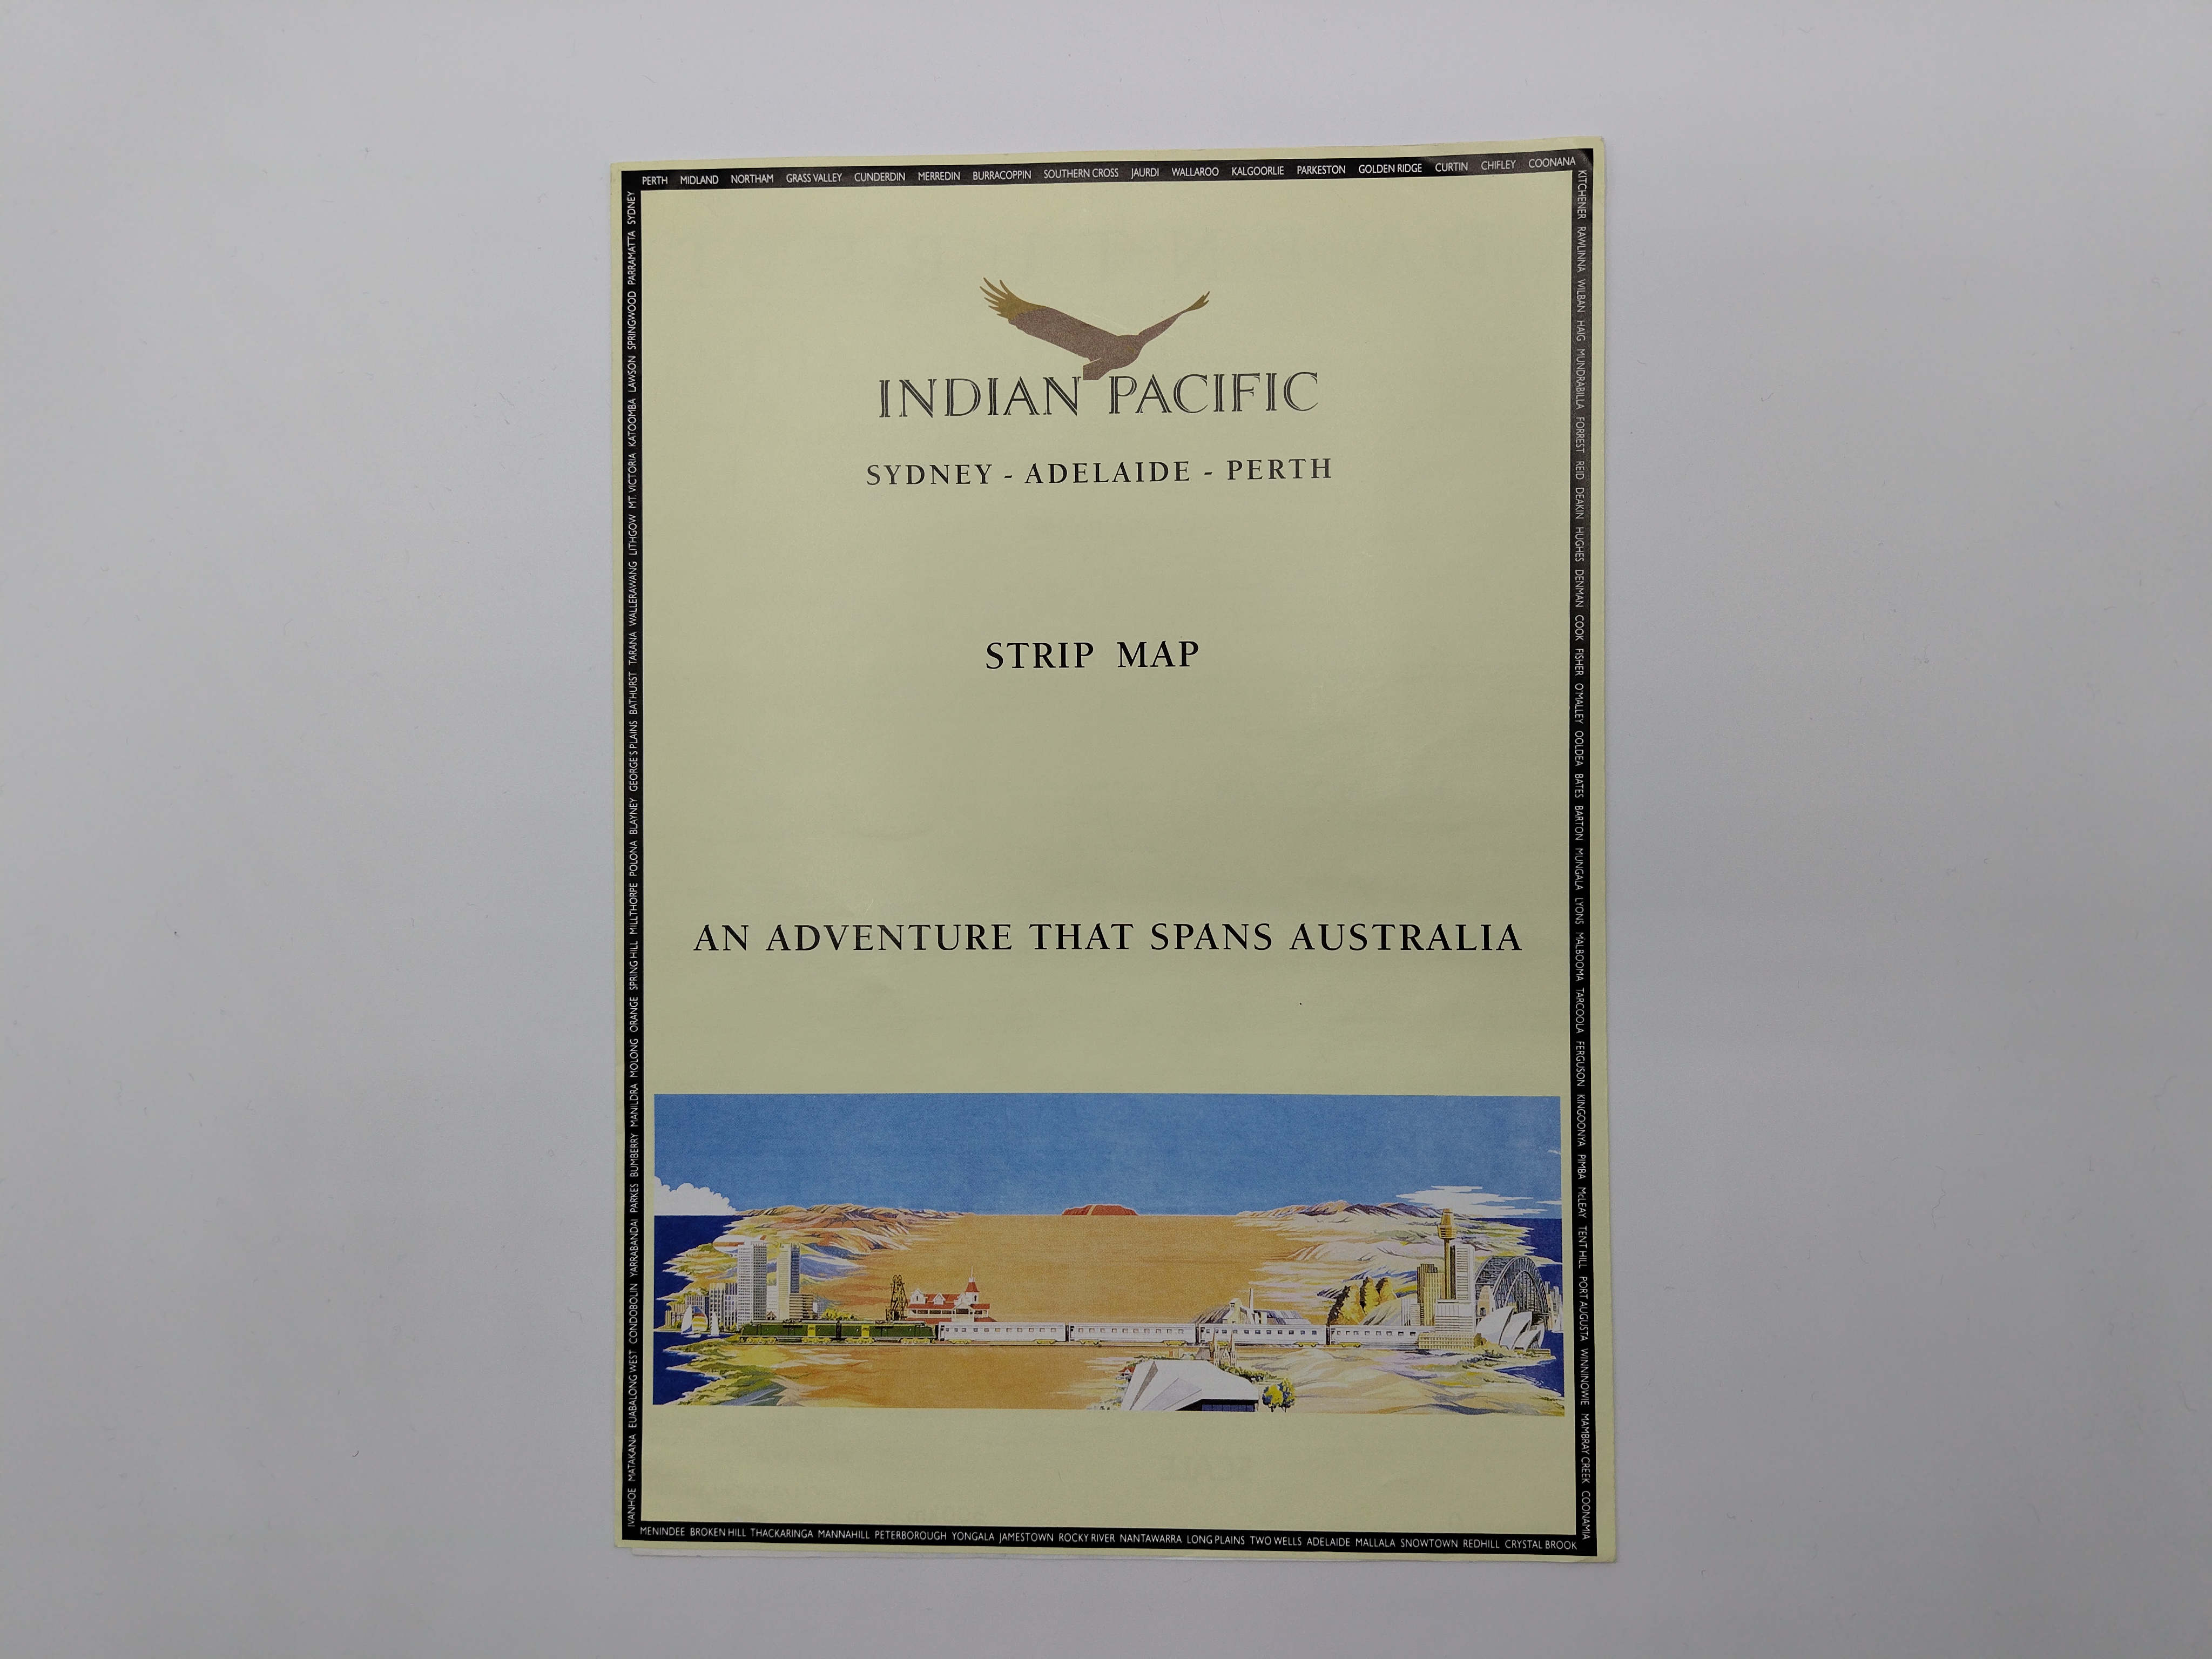 PERTH MIDLAND NORTHAM GRASS VALLEY CUNDERDIN MERREDIN BURRACOPPIN SOUTHERN CROSS JAURDI WALLAROO KALGOORLIE PARKESTON GOLDEN RIDGE CURTIN CHIFLEY COONANA
KITCHENER RAWLINNA WILBAN HAIG MUNDRABILLA FORREST REID DEAKIN HUGHES DENMAN COOK FISHER O'MALLEY OOLDEA BATES BARTON MUNGALA LYONS MALBOOMA TARCOOLA FERGUSON KINGOONYA PIMBA McLEAY TENT HILL PORT AUGUSTA WINNINOWIE MAMBRAY CREEK COONAMIA
INDIAN PACIFIC
SYDNEY - ADELAIDE - PERTH
STRIP MAP
AN ADVENTURE THAT SPANS AUSTRALIA
MENINDEE BROKEN HILL THACKARINGA MANNAHILL PETERBOROUGH YONGALA JAMESTOWN ROCKY RIVER NANTAWARRA LONG PLAINS TWO WELLS ADELAIDE MALLALA SNOWTOWN REDHILL CRYSTAL BROOK
IVANHOE MATAKANA EUABALONG WEST CONDOBOLIN YARRABANDAI PARKES BUMBERRY MANILDRA MOLONG ORANGE SPRING HILL MILLTHORPE POLONA BLAYNEY GEORGE'S PLAINS BATHURST TARANA WALLERAWANG LITHGOW MT. VICTORIA KATOOMBA LAWSON SPRINGWOOD PARRAMATTA SYDNEY